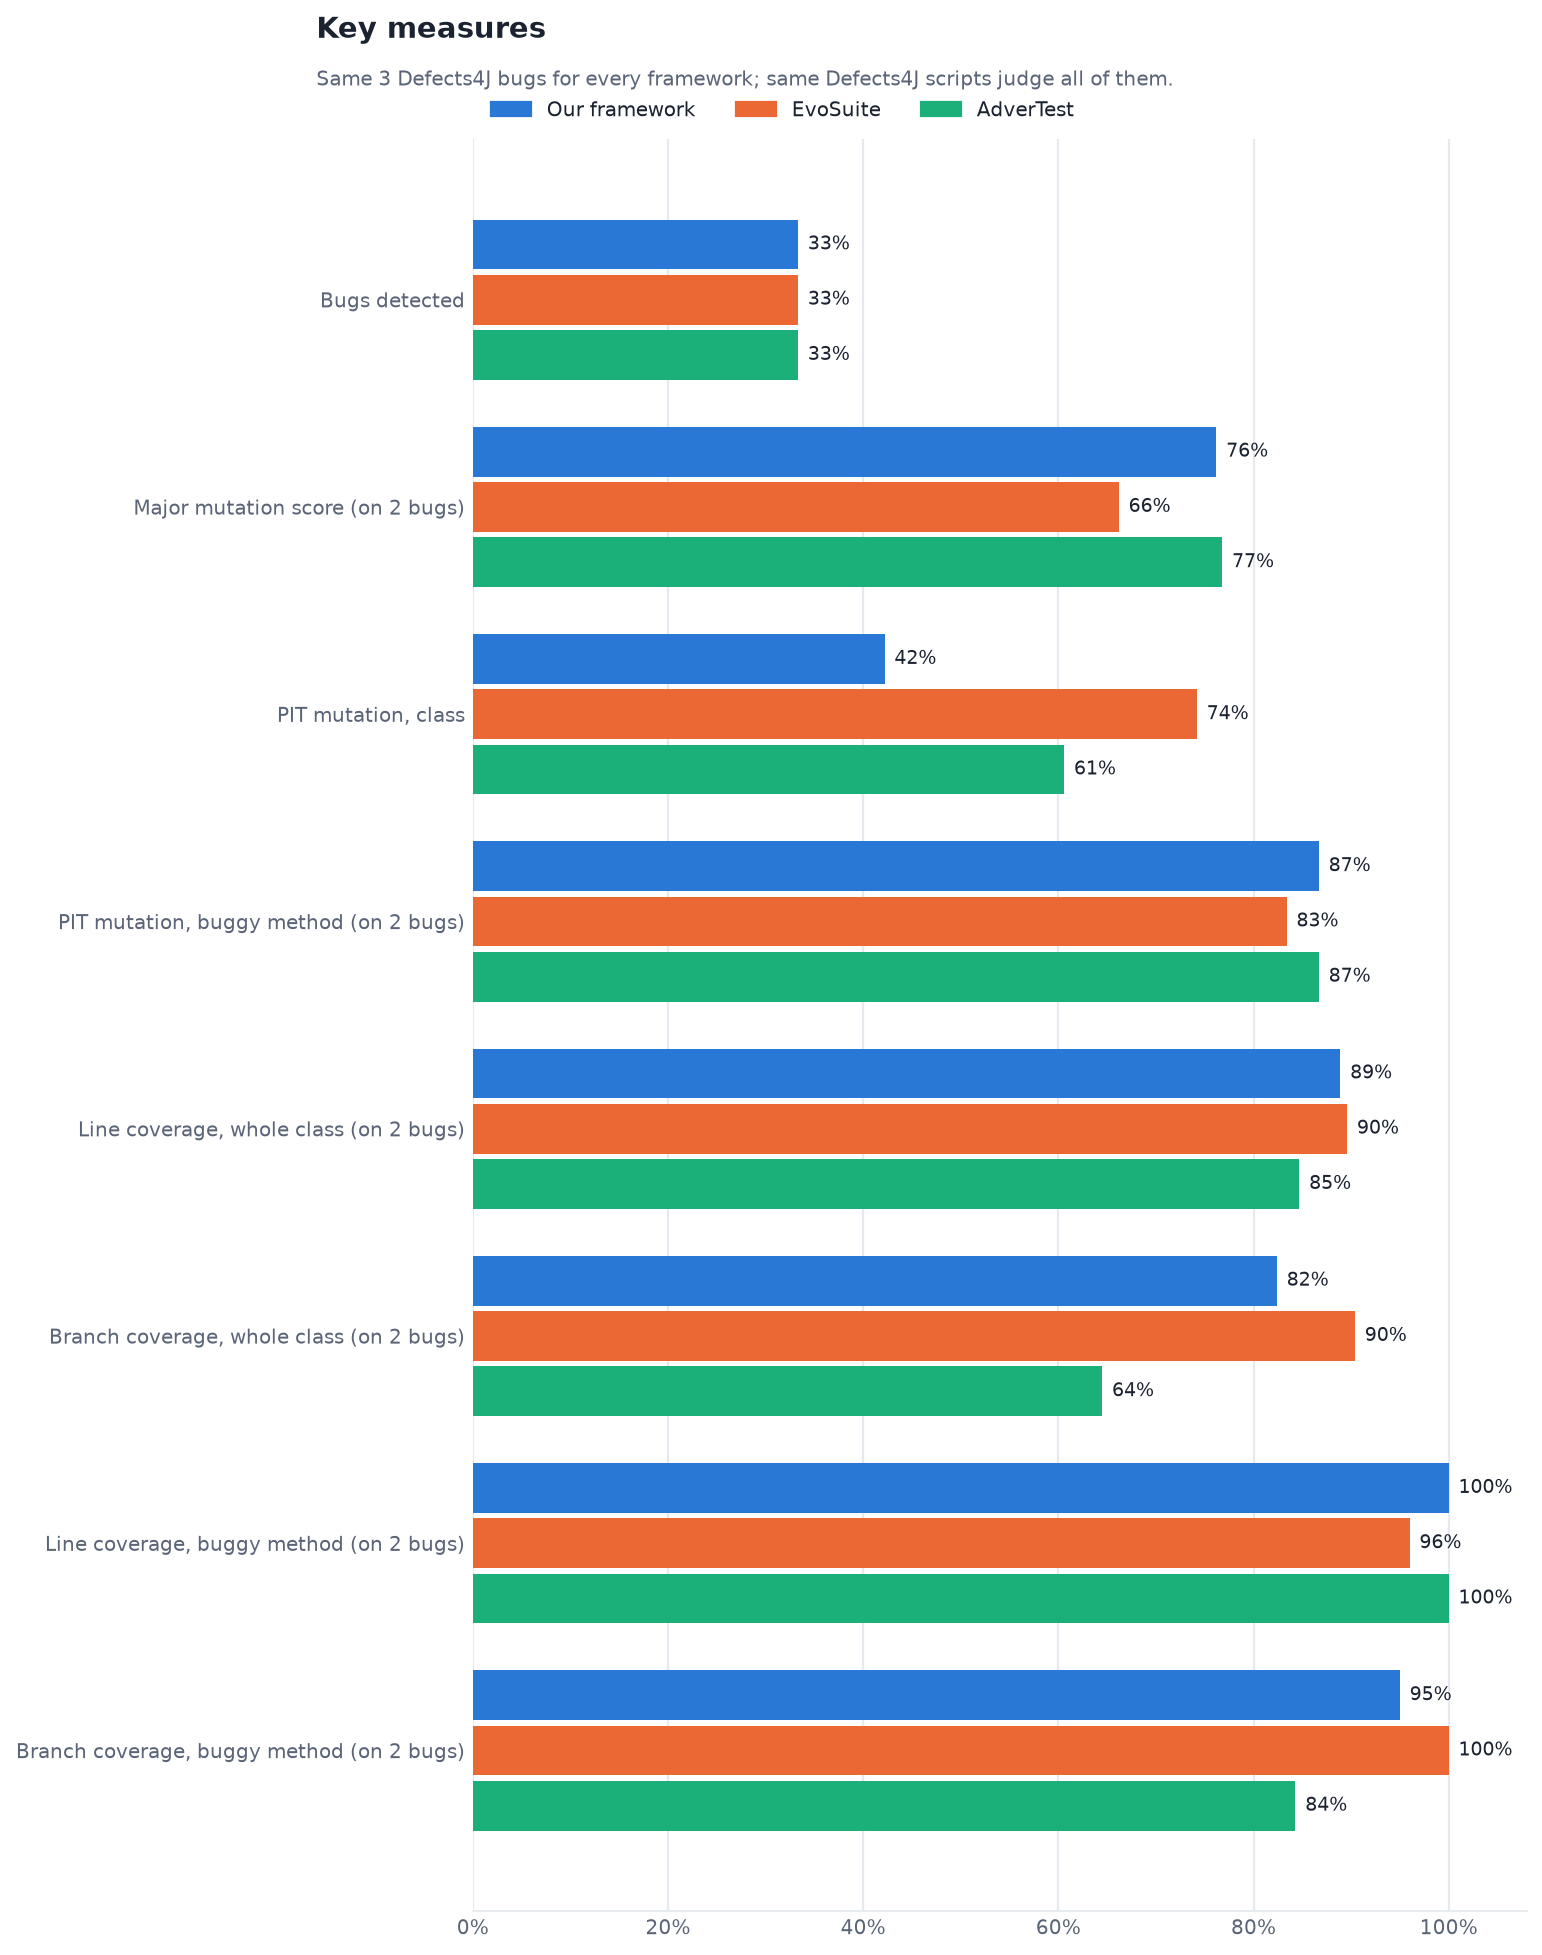 Key measures
Same 3 Defects4J bugs for every framework; same Defects4J scripts judge all of them.
Our framework EvoSuite AdverTest
33%
Bugs detected 33%
33%
76%
Major mutation score (on 2 bugs) 66%
77%
42%
PIT mutation, class 74%
61%
87%
PIT mutation, buggy method (on 2 bugs) 83%
87%
89%
Line coverage, whole class (on 2 bugs) 90%
85%
82%
Branch coverage, whole class (on 2 bugs) 90%
64%
100%
Line coverage, buggy method (on 2 bugs) 96%
100%
95%
Branch coverage, buggy method (on 2 bugs) 100%
84%
0% 20% 40% 60% 80% 100%